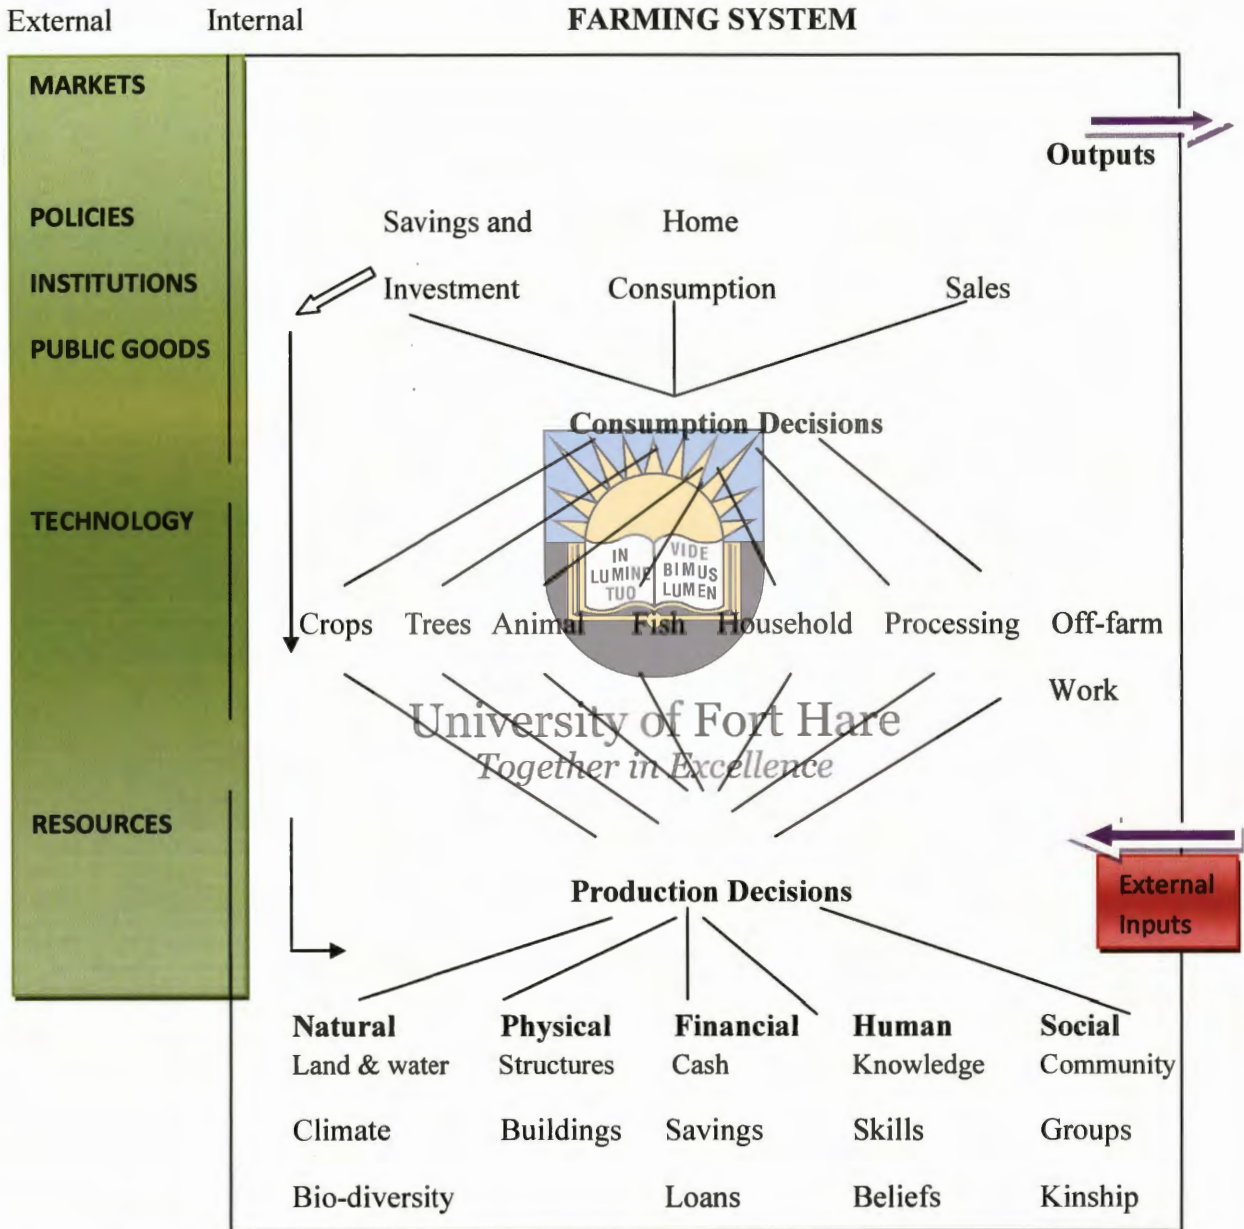 External Internal FARMING SYSTEM
MARKETS
Outputs
POLICIES Savings and Home
INSTITUTIONS Investment Consumption Sales
PUBLIC GOODS
Consumption Decisions
TECHNOLOGY
IN VIDE
LUMINE BIMUS
TUO LUMEN
Crops Trees Animal Fish Household Processing Off-farm
Work
University of Fort Hare
Together in Excellence
RESOURCES
Production Decisions External
Inputs
Natural Physical Financial Human Social
Land & water Structures Cash Knowledge Community
Climate Buildings Savings Skills Groups
Bio-diversity Loans Beliefs Kinship